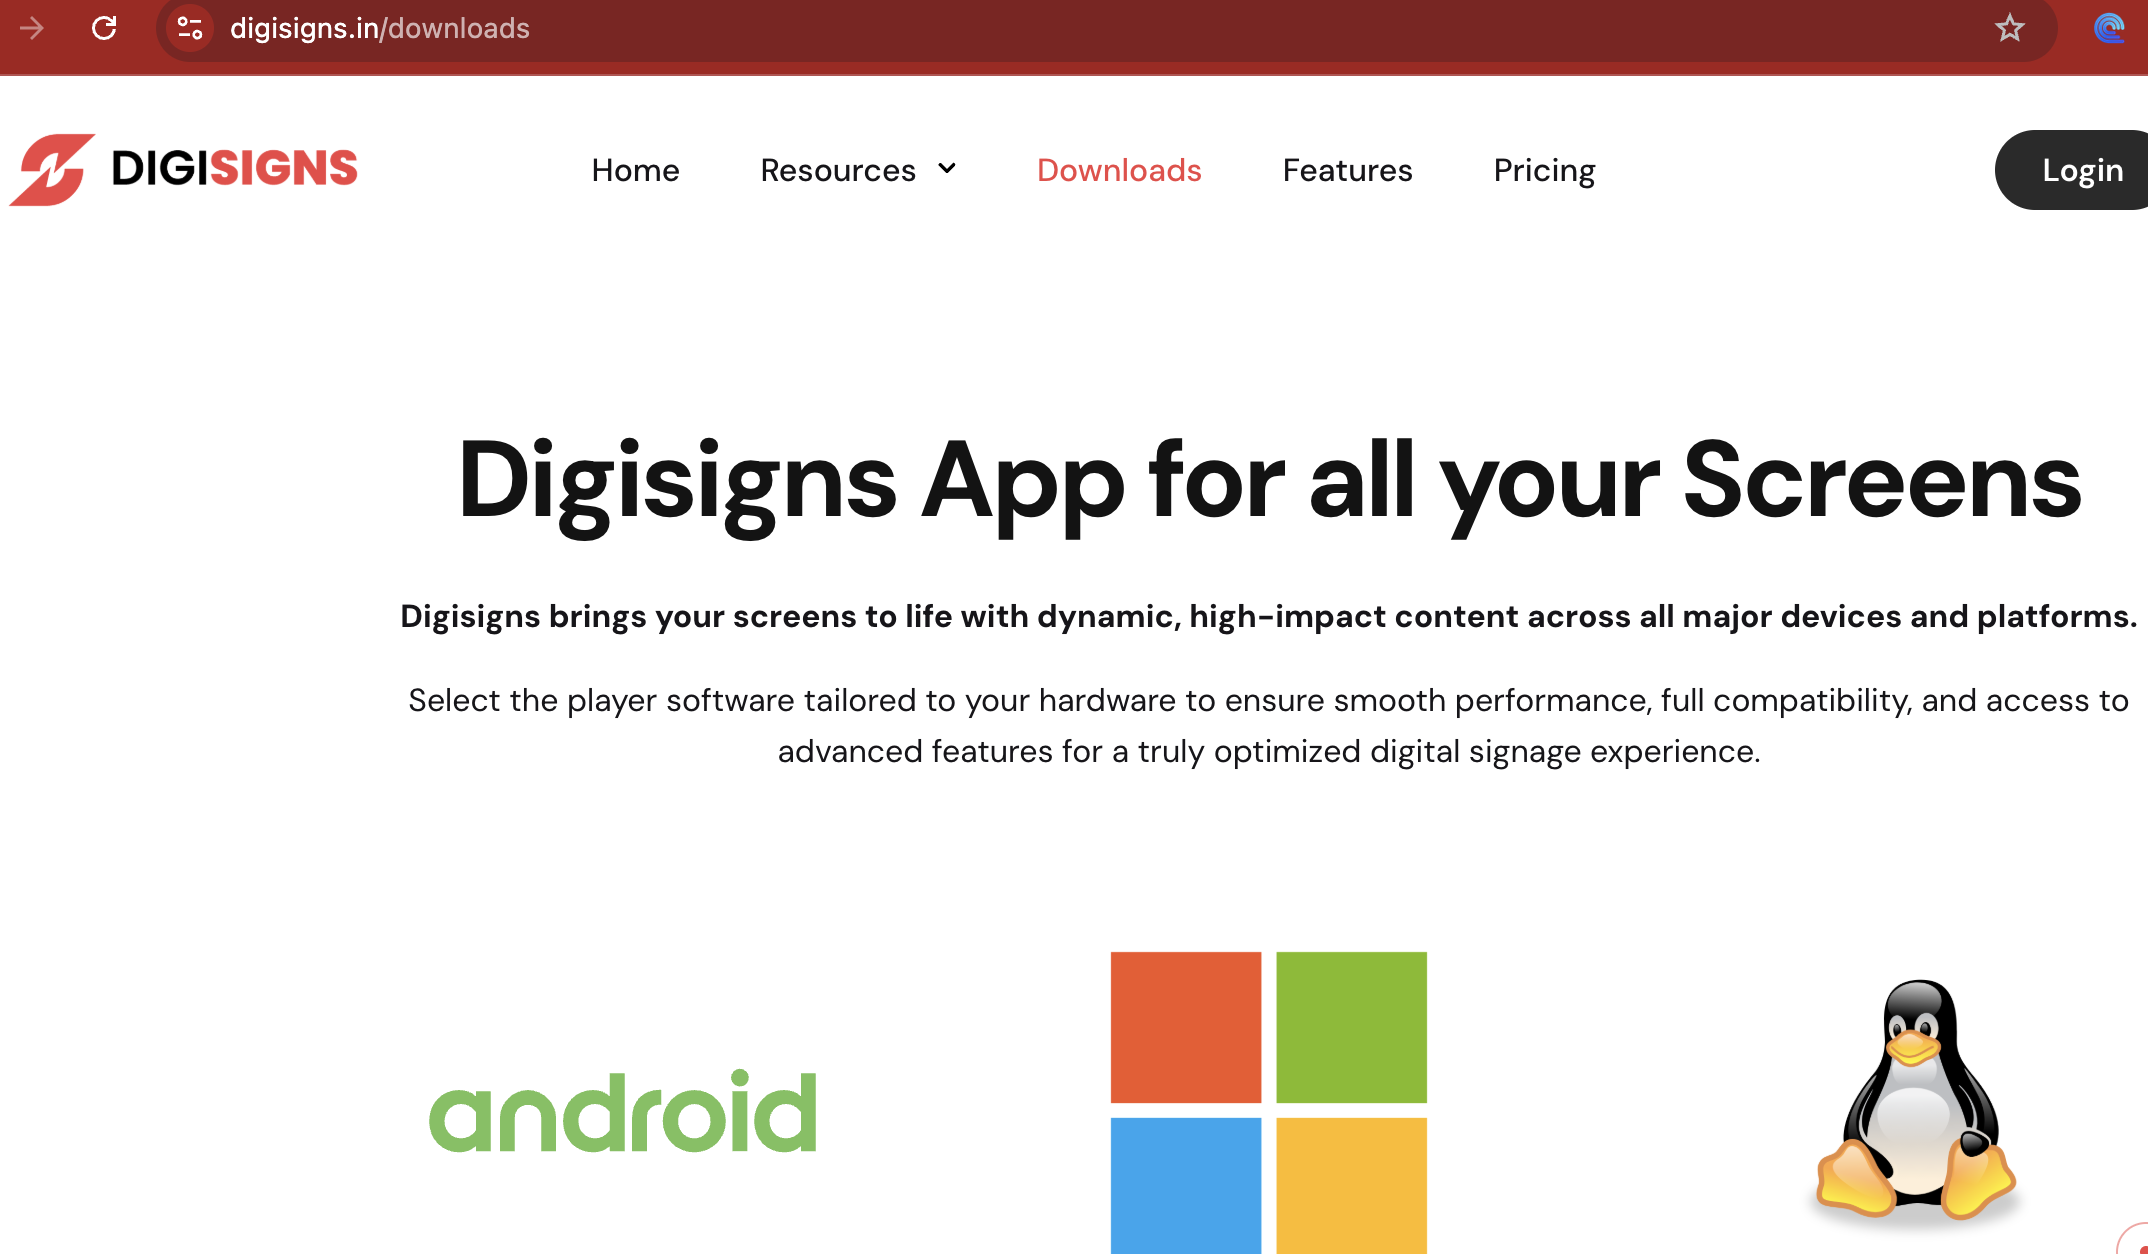 digisigns.in/downloads
DIGISIGNS
Home
Resources
Downloads
Features
Pricing
Login
Digisigns App for all your Screens
Digisigns brings your screens to life with dynamic, high-impact content across all major devices and platforms.
Select the player software tailored to your hardware to ensure smooth performance, full compatibility, and access to
advanced features for a truly optimized digital signage experience.
android